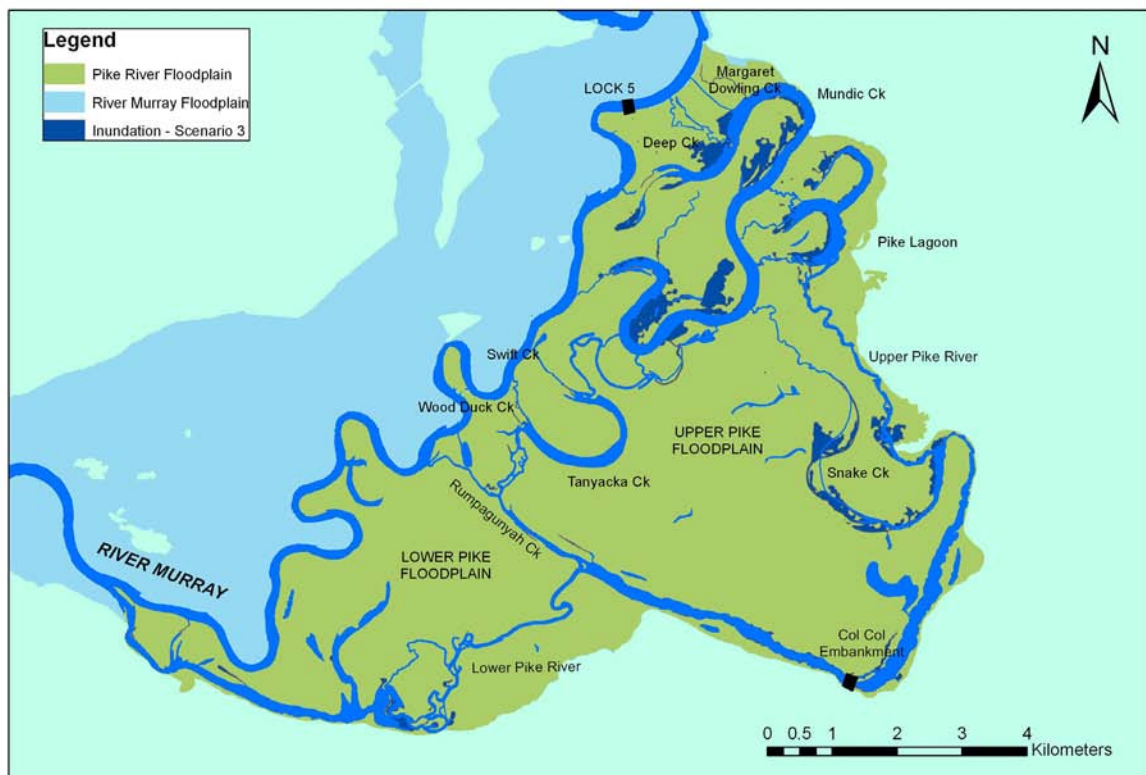 Legend
Pike River Floodplain
River Murray Floodplain
Inundation - Scenario 3
N
LOCK 5
Margaret
Dowling Ck
Mundic Ck
Deep Ck
Pike Lagoon
Swift Ck
Upper Pike River
Wood Duck Ck
UPPER PIKE
FLOODPLAIN
Tanyacka Ck
Snake Ck
Rumpagunyah Ck
LOWER PIKE
FLOODPLAIN
RIVER MURRAY
Col Col
Embankment
Lower Pike River
0 0.5 1 2 3 4
Kilometers